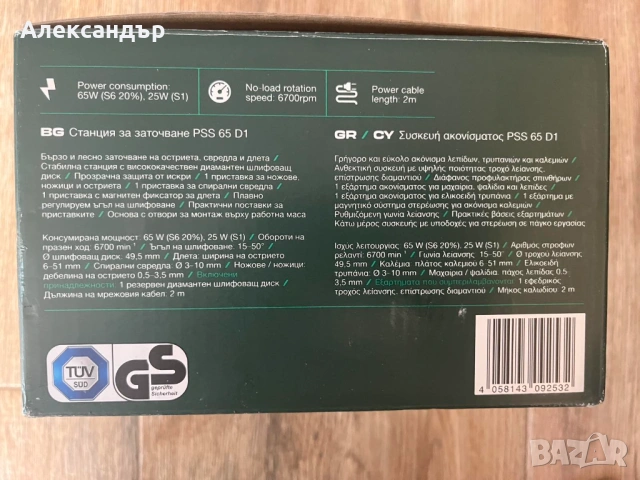 Александър
Power consumption:
65W (S6 20%), 25W (S1)
No-load rotation
speed: 6700rpm
Power cable
length: 2m
BG Станция за заточване PSS 65 D1
Бързо и лесно заточване на остриета, свредла и длета /
Стабилна станция с висококачествен диамантен шлифовъщ
диск / Прозрачна защита от искри / 1 приставка за ножове,
ножици и остриета / 1 приставка за спирални свредла /
1 приставка с магнитен фиксатор за длета / Плавно
регулируем ъгъл на шлифоване / Практични поставки за
приставките / Основа с отвори за монтаж върху работна маса
Консумирана мощност: 65 W (S6 20%), 25 W (S1) / Обороти на
празен ход: 6700 min⁻¹ / Ъгъл на шлифоване: 15-50° /
Ø шлифовъщ диск: 49,5 mm / Длета: ширина на острието
6-51 mm / Спирални свредла: Ø 3-10 mm / Ножове / ножици:
дебелина на острието 0,5-3,5 mm / Включени
принадлежности: 1 резервен диамантен шлифовъщ диск /
Дължина на мрежовия кабел: 2 m
GR / CY Συσκευή ακονίσματος PSS 65 D1
Γρήγορο και εύκολο ακόνισμα λεπίδων, τρυπανιών και καλεμιών /
Ανθεκτική συσκευή με υψηλής ποιότητας τροχό λείανσης,
επίστρωσης διαμαντιού / Διάφανος προφυλακτήρας σπινθήρων /
1 εξάρτημα ακονίσματος για μαχαίρια, ψαλίδια και λεπίδες /
1 εξάρτημα ακονίσματος για ελικοειδή τρυπάνια / 1 εξάρτημα με
μαγνητικό σύστημα στερέωσης για ακόνισμα καλεμιών /
Ρυθμιζόμενη γωνία λείανσης / Πρακτικές βάσεις εξαρτημάτων /
Κάτω μέρος συσκευής με υποδοχές για στερέωση σε πάγκο εργασίας
Ισχύς λειτουργίας: 65 W (S6 20%), 25 W (S1) / Αριθμος στροφων
ρελαντί: 6700 min⁻¹ / Γωνία λείανσης: 15-50° / Ø τροχού λείανσης:
49,5 mm / Καλέμια: πλάτος καλεμιού 6-51 mm / Ελικοειδή
τρυπάνια: Ø 3-10 mm / Μαχαίρια / ψαλίδια: πάχος λεπίδας 0,5-
3,5 mm / Εξαρτήματα που συμπεριλαμβάνονται: 1 εφεδρικος
τροχός λείανσης, επίστρωσης διαμαντιού / Μήκος καλωδίου: 2 m
TÜV
SÜD
GS
geprüfte
Sicherheit
4 058143 092532
BAZAR